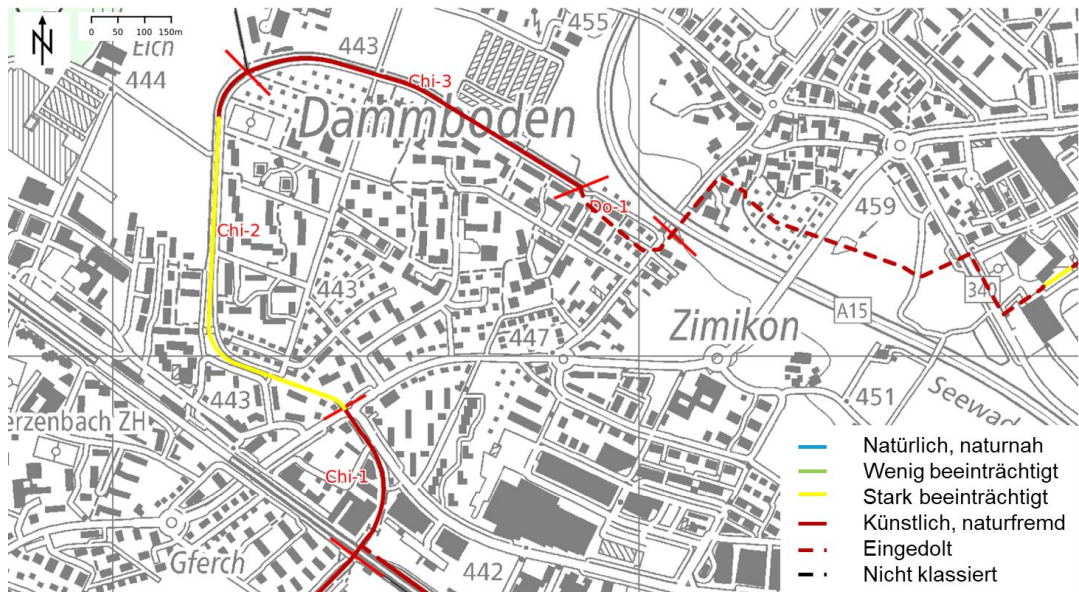 N
0 50 100 150m
Eich
444
443
455
Chi-3
Dammboden
Do-1
459
Chi-2
340
443
A15
Zimikon
447
451
443
Seewad
erzenbach ZH
Chi-1
Gferch
442
Natürlich, naturnah
Wenig beeinträchtigt
Stark beeinträchtigt
Künstlich, naturfremd
Eingedolt
Nicht klassiert